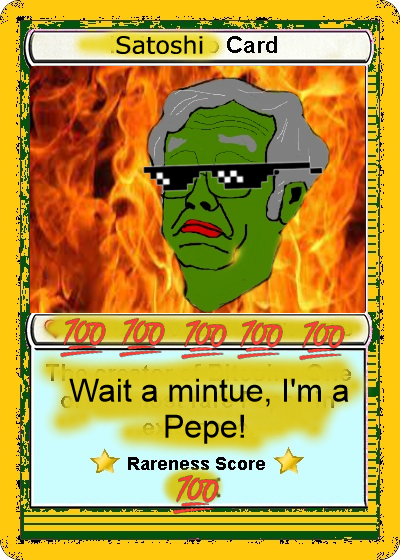 Satoshi Card
💯 💯 💯 💯 💯
Wait a mintue, I'm a
Pepe!
Rareness Score
💯